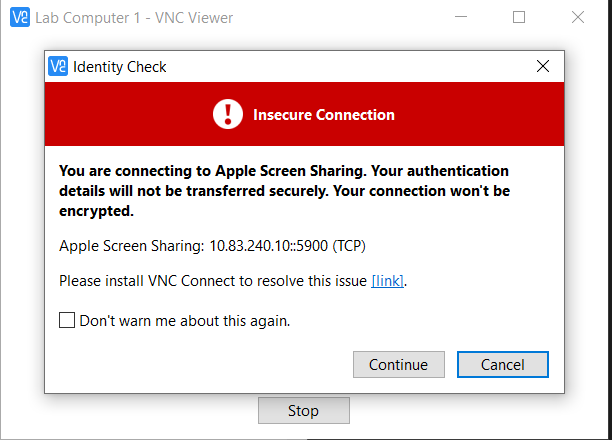 Lab Computer 1 - VNC Viewer
Identity Check
Insecure Connection
You are connecting to Apple Screen Sharing. Your authentication
details will not be transferred securely. Your connection won't be
encrypted.
Apple Screen Sharing: 10.83.240.10::5900 (TCP)
Please install VNC Connect to resolve this issue [link].
Don't warn me about this again.
Continue
Cancel
Stop